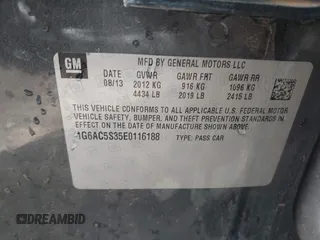 GM
MFD BY GENERAL MOTORS LLC
DATE GVWR GAWR FRT GAWR RR
08/13 2012 KG 916 KG 1096 KG
4434 LB 2019 LB 2415 LB
THIS VEHICLE CONFORMS TO ALL APPLICABLE U.S. FEDERAL MOTOR
VEHICLE SAFETY, BUMPER, AND THEFT PREVENTION STANDARDS IN
EFFECT ON THE DATE OF MANUFACTURE SHOWN ABOVE.
1G6AC5S35E0116188 TYPE: PASS CAR
DREAMBID